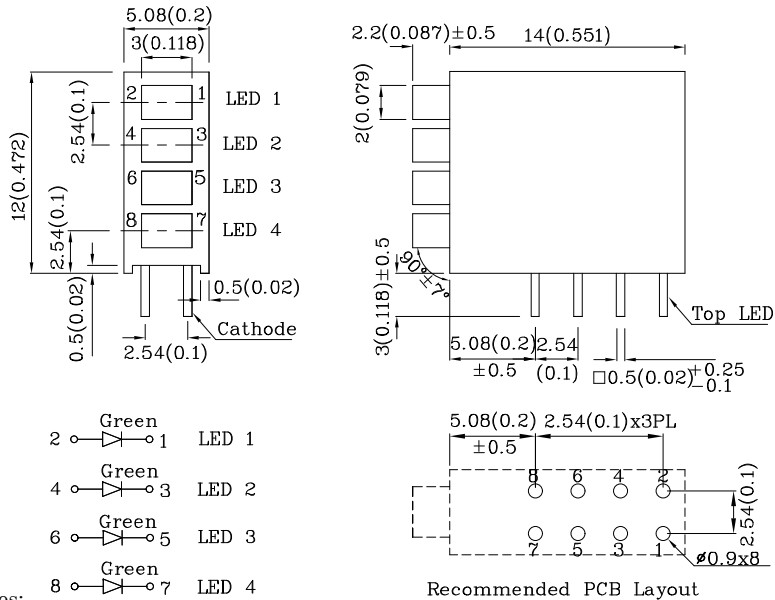 5.08(0.2)
3(0.118)
2 1 LED 1
4 3 LED 2
6 5 LED 3
8 7 LED 4
12(0.472)
2.54(0.1)
2.54(0.1)
0.5(0.02)
0.5(0.02)
Cathode
2.54(0.1)
2.2(0.087)±0.5
14(0.551)
2(0.079)
90°±7°
3(0.118)±0.5
Top LED
5.08(0.2)
±0.5
2.54
(0.1)
□0.5(0.02)+0.25
−0.1
Green
2 1 LED 1
Green
4 3 LED 2
Green
6 5 LED 3
Green
8 7 LED 4
5.08(0.2)
±0.5
2.54(0.1)x3PL
8 6 4 2
7 5 3 1
2.54(0.1)
ø0.9x8
Recommended PCB Layout